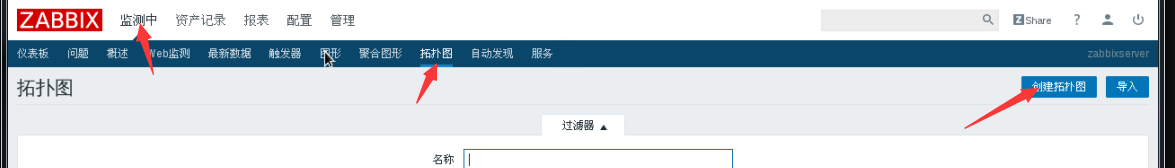 ZABBIX 监测中 资产记录 报表 配置 管理 Z Share ?
仪表板 问题 概述 Web监测 最新数据 触发器 图形 聚合图形 拓扑图 自动发现 服务 zabbixserver
拓扑图 创建拓扑图 导入
过滤器 ▲
名称